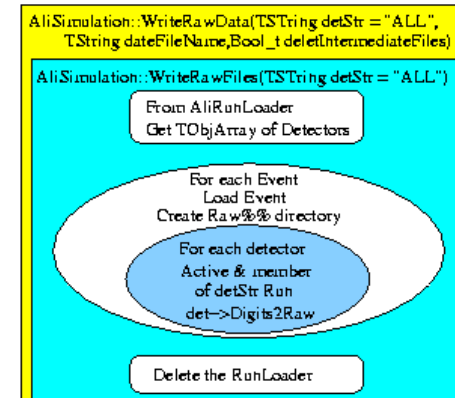 AliSimulation::WriteRawData(TSTring detStr = "ALL",
TString dateFileName,Bool_t deletIntermediateFiles)
AliSimulation::WriteRawFiles(TSTring detStr = "ALL")
From AliRunLoader
Get TObjArray of Detectors
For each Event
Load Event
Create Raw%% directory
For each detector
Active & member
of detStr Run
det->Digits2Raw
Delete the RunLoader